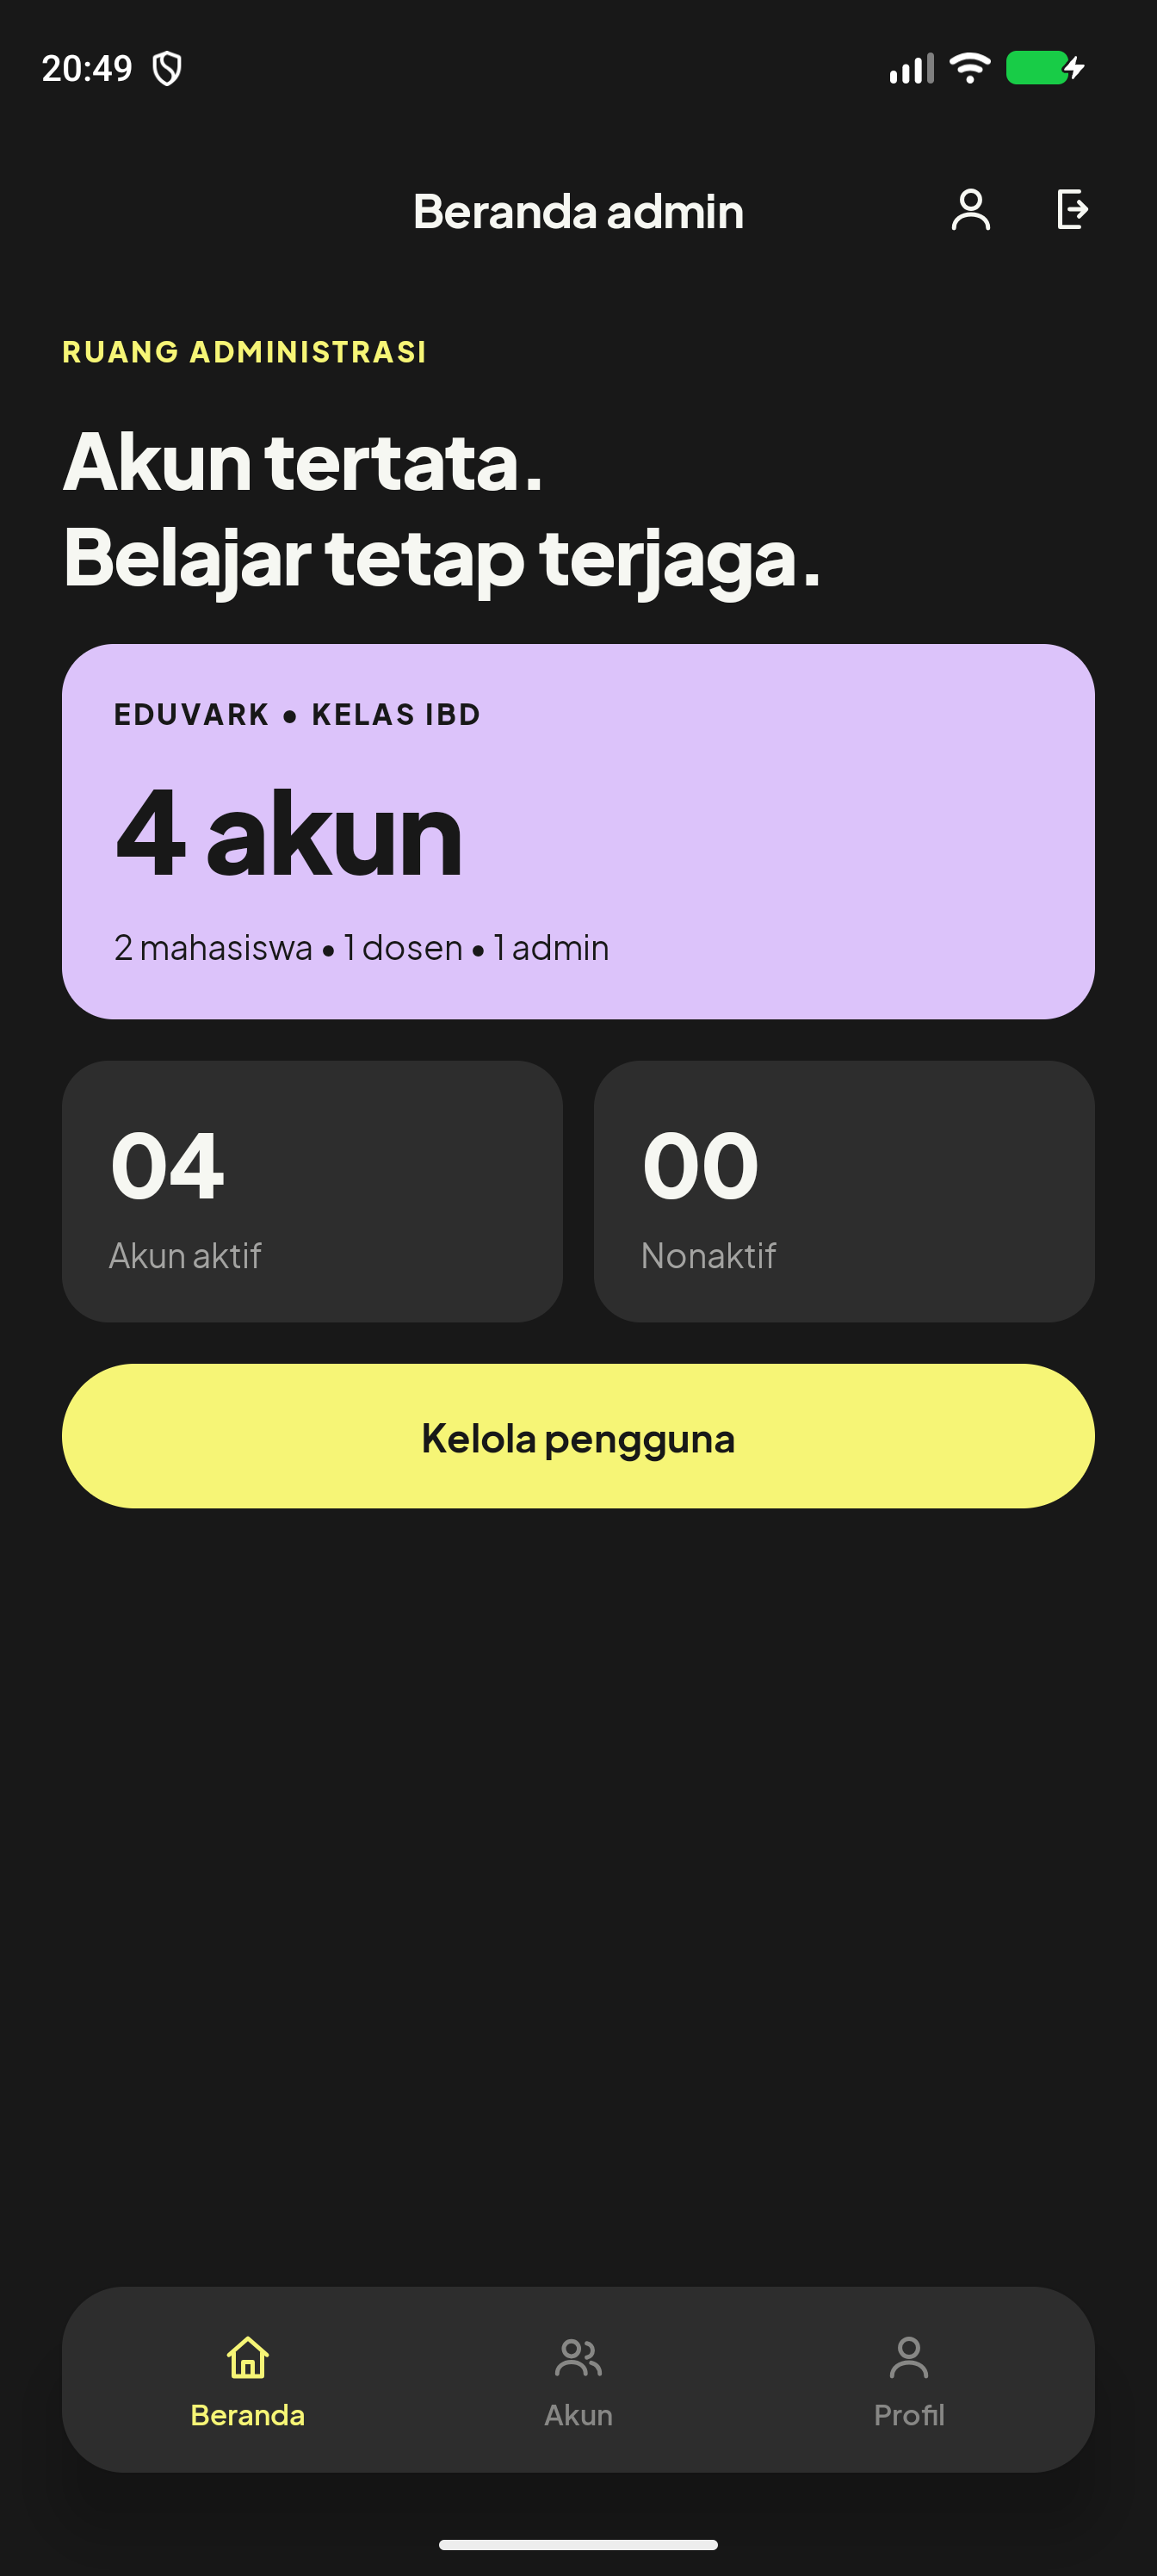 20:49
Beranda admin
RUANG ADMINISTRASI
Akun tertata.
Belajar tetap terjaga.
EDUVARK • KELAS IBD
4 akun
2 mahasiswa • 1 dosen • 1 admin
04
Akun aktif
00
Nonaktif
Kelola pengguna
Beranda
Akun
Profil